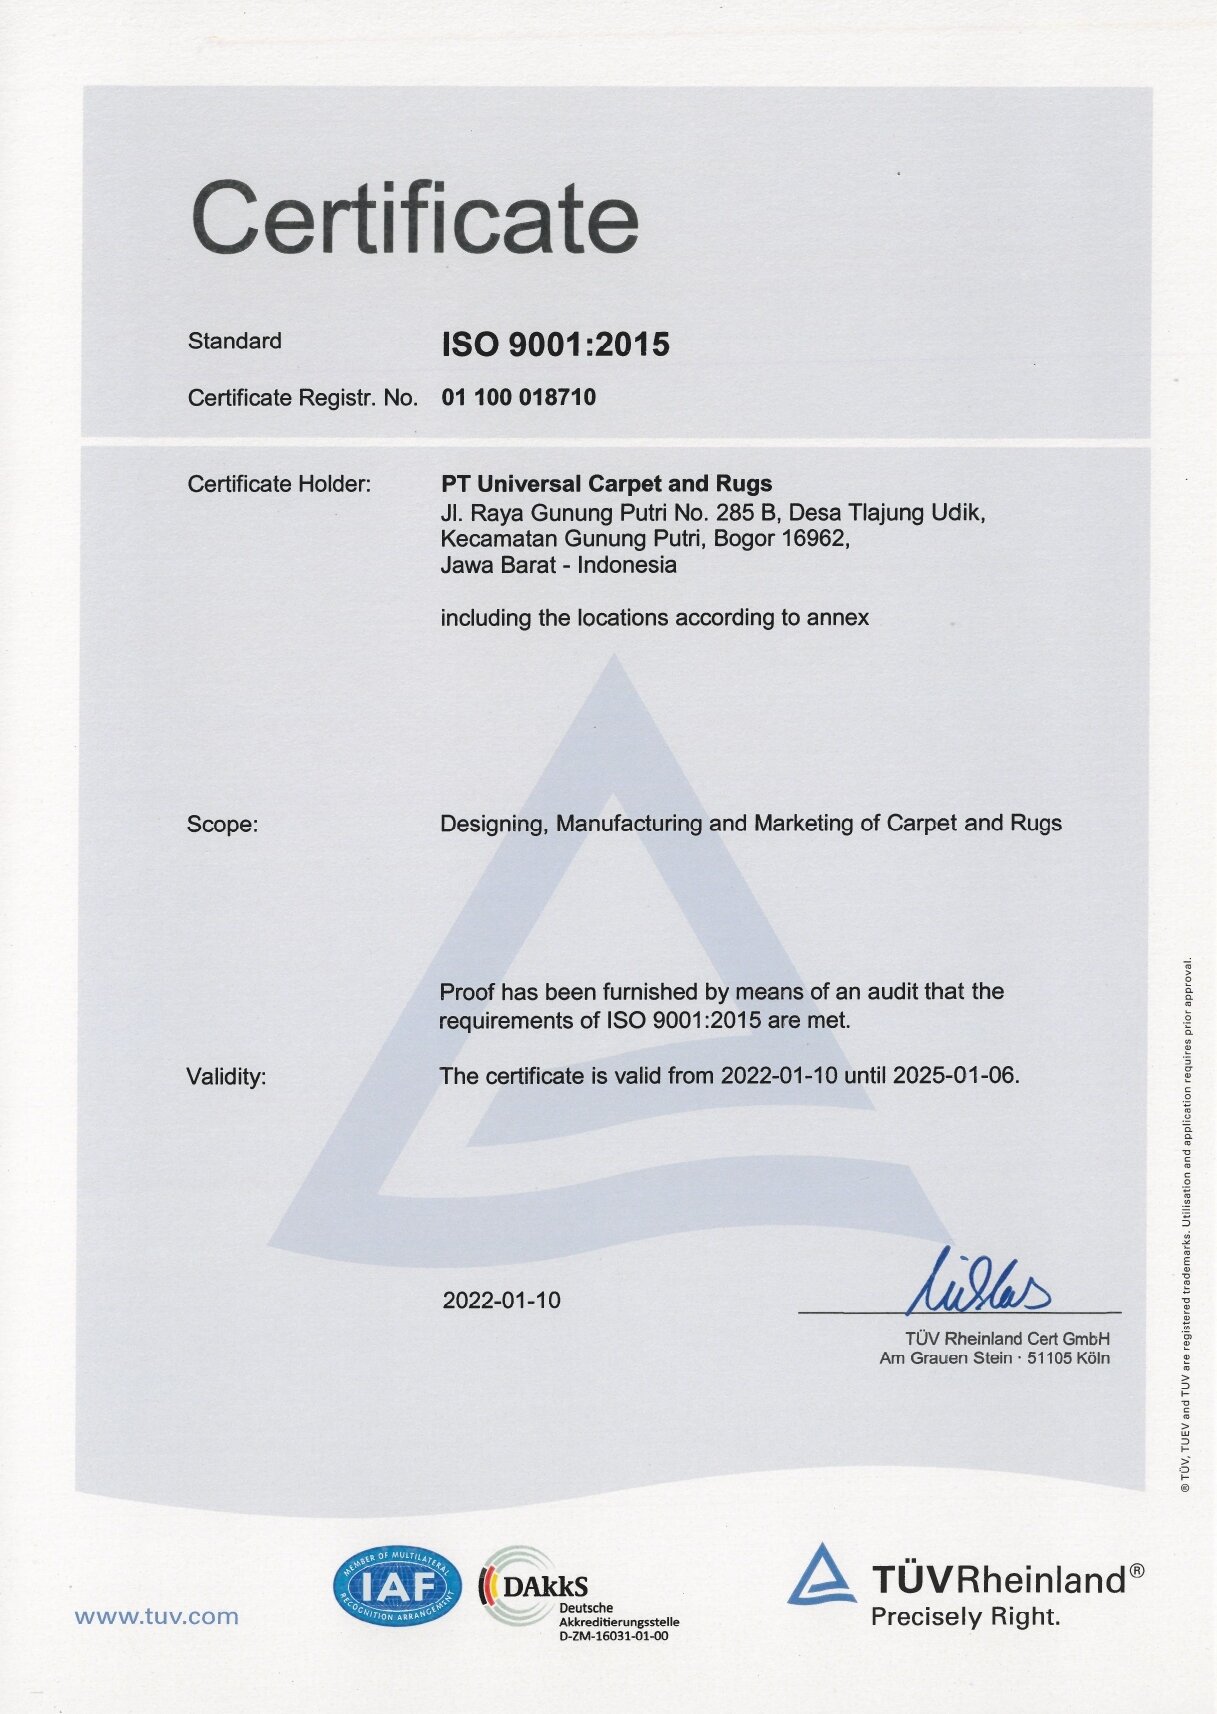 Certificate
Standard ISO 9001:2015
Certificate Registr. No. 01 100 018710
Certificate Holder: PT Universal Carpet and Rugs
Jl. Raya Gunung Putri No. 285 B, Desa Tlajung Udik,
Kecamatan Gunung Putri, Bogor 16962,
Jawa Barat - Indonesia
including the locations according to annex
Scope: Designing, Manufacturing and Marketing of Carpet and Rugs
Proof has been furnished by means of an audit that the
requirements of ISO 9001:2015 are met.
Validity: The certificate is valid from 2022-01-10 until 2025-01-06.
2022-01-10
TÜV Rheinland Cert GmbH
Am Grauen Stein · 51105 Köln
® TÜV, TUEV and TUV are registered trademarks. Utilisation and application requires prior approval.
www.tuv.com
MEMBER OF MULTILATERAL
IAF
RECOGNITION ARRANGEMENT
DAkkS
Deutsche
Akkreditierungsstelle
D-ZM-16031-01-00
TÜVRheinland®
Precisely Right.